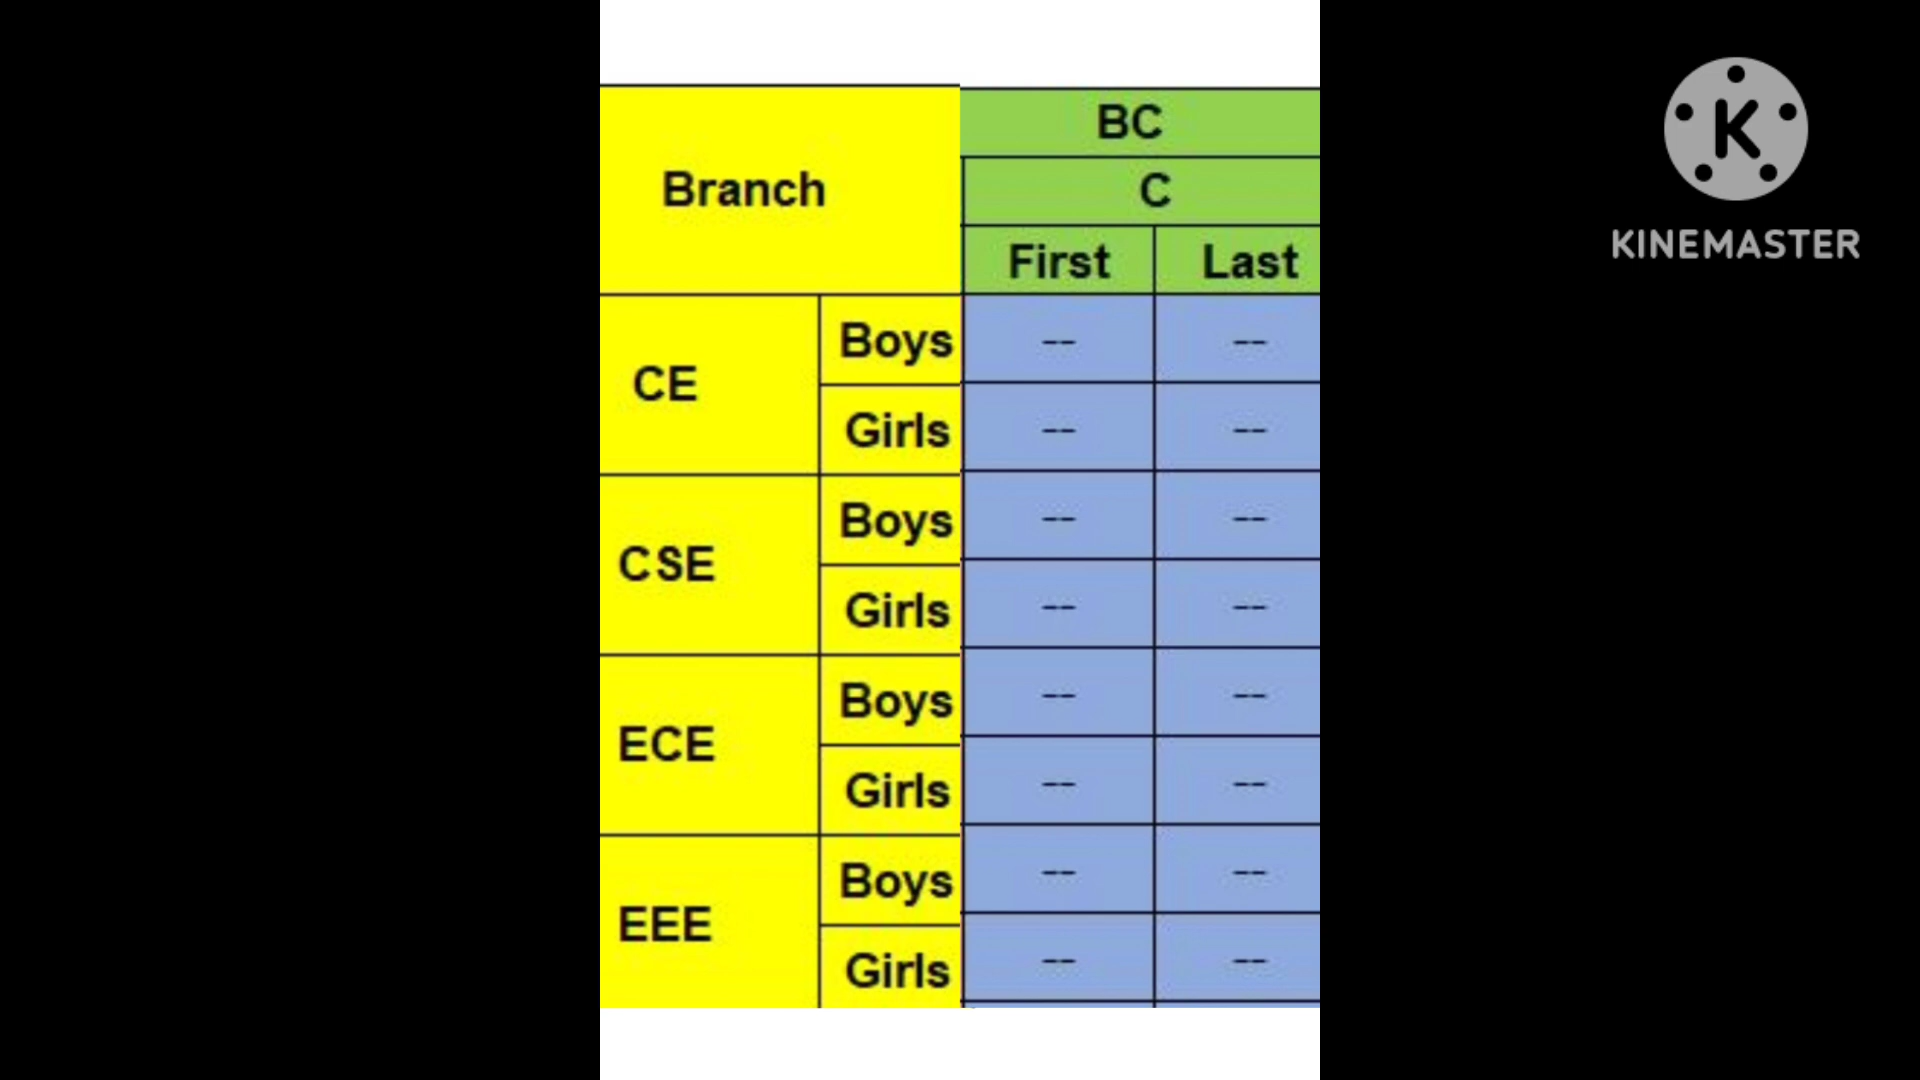 BC
Branch
C
First Last
CE
Boys -- --
Girls -- --
CSE
Boys -- --
Girls -- --
ECE
Boys -- --
Girls -- --
EEE
Boys -- --
Girls -- --
K
KINEMASTER